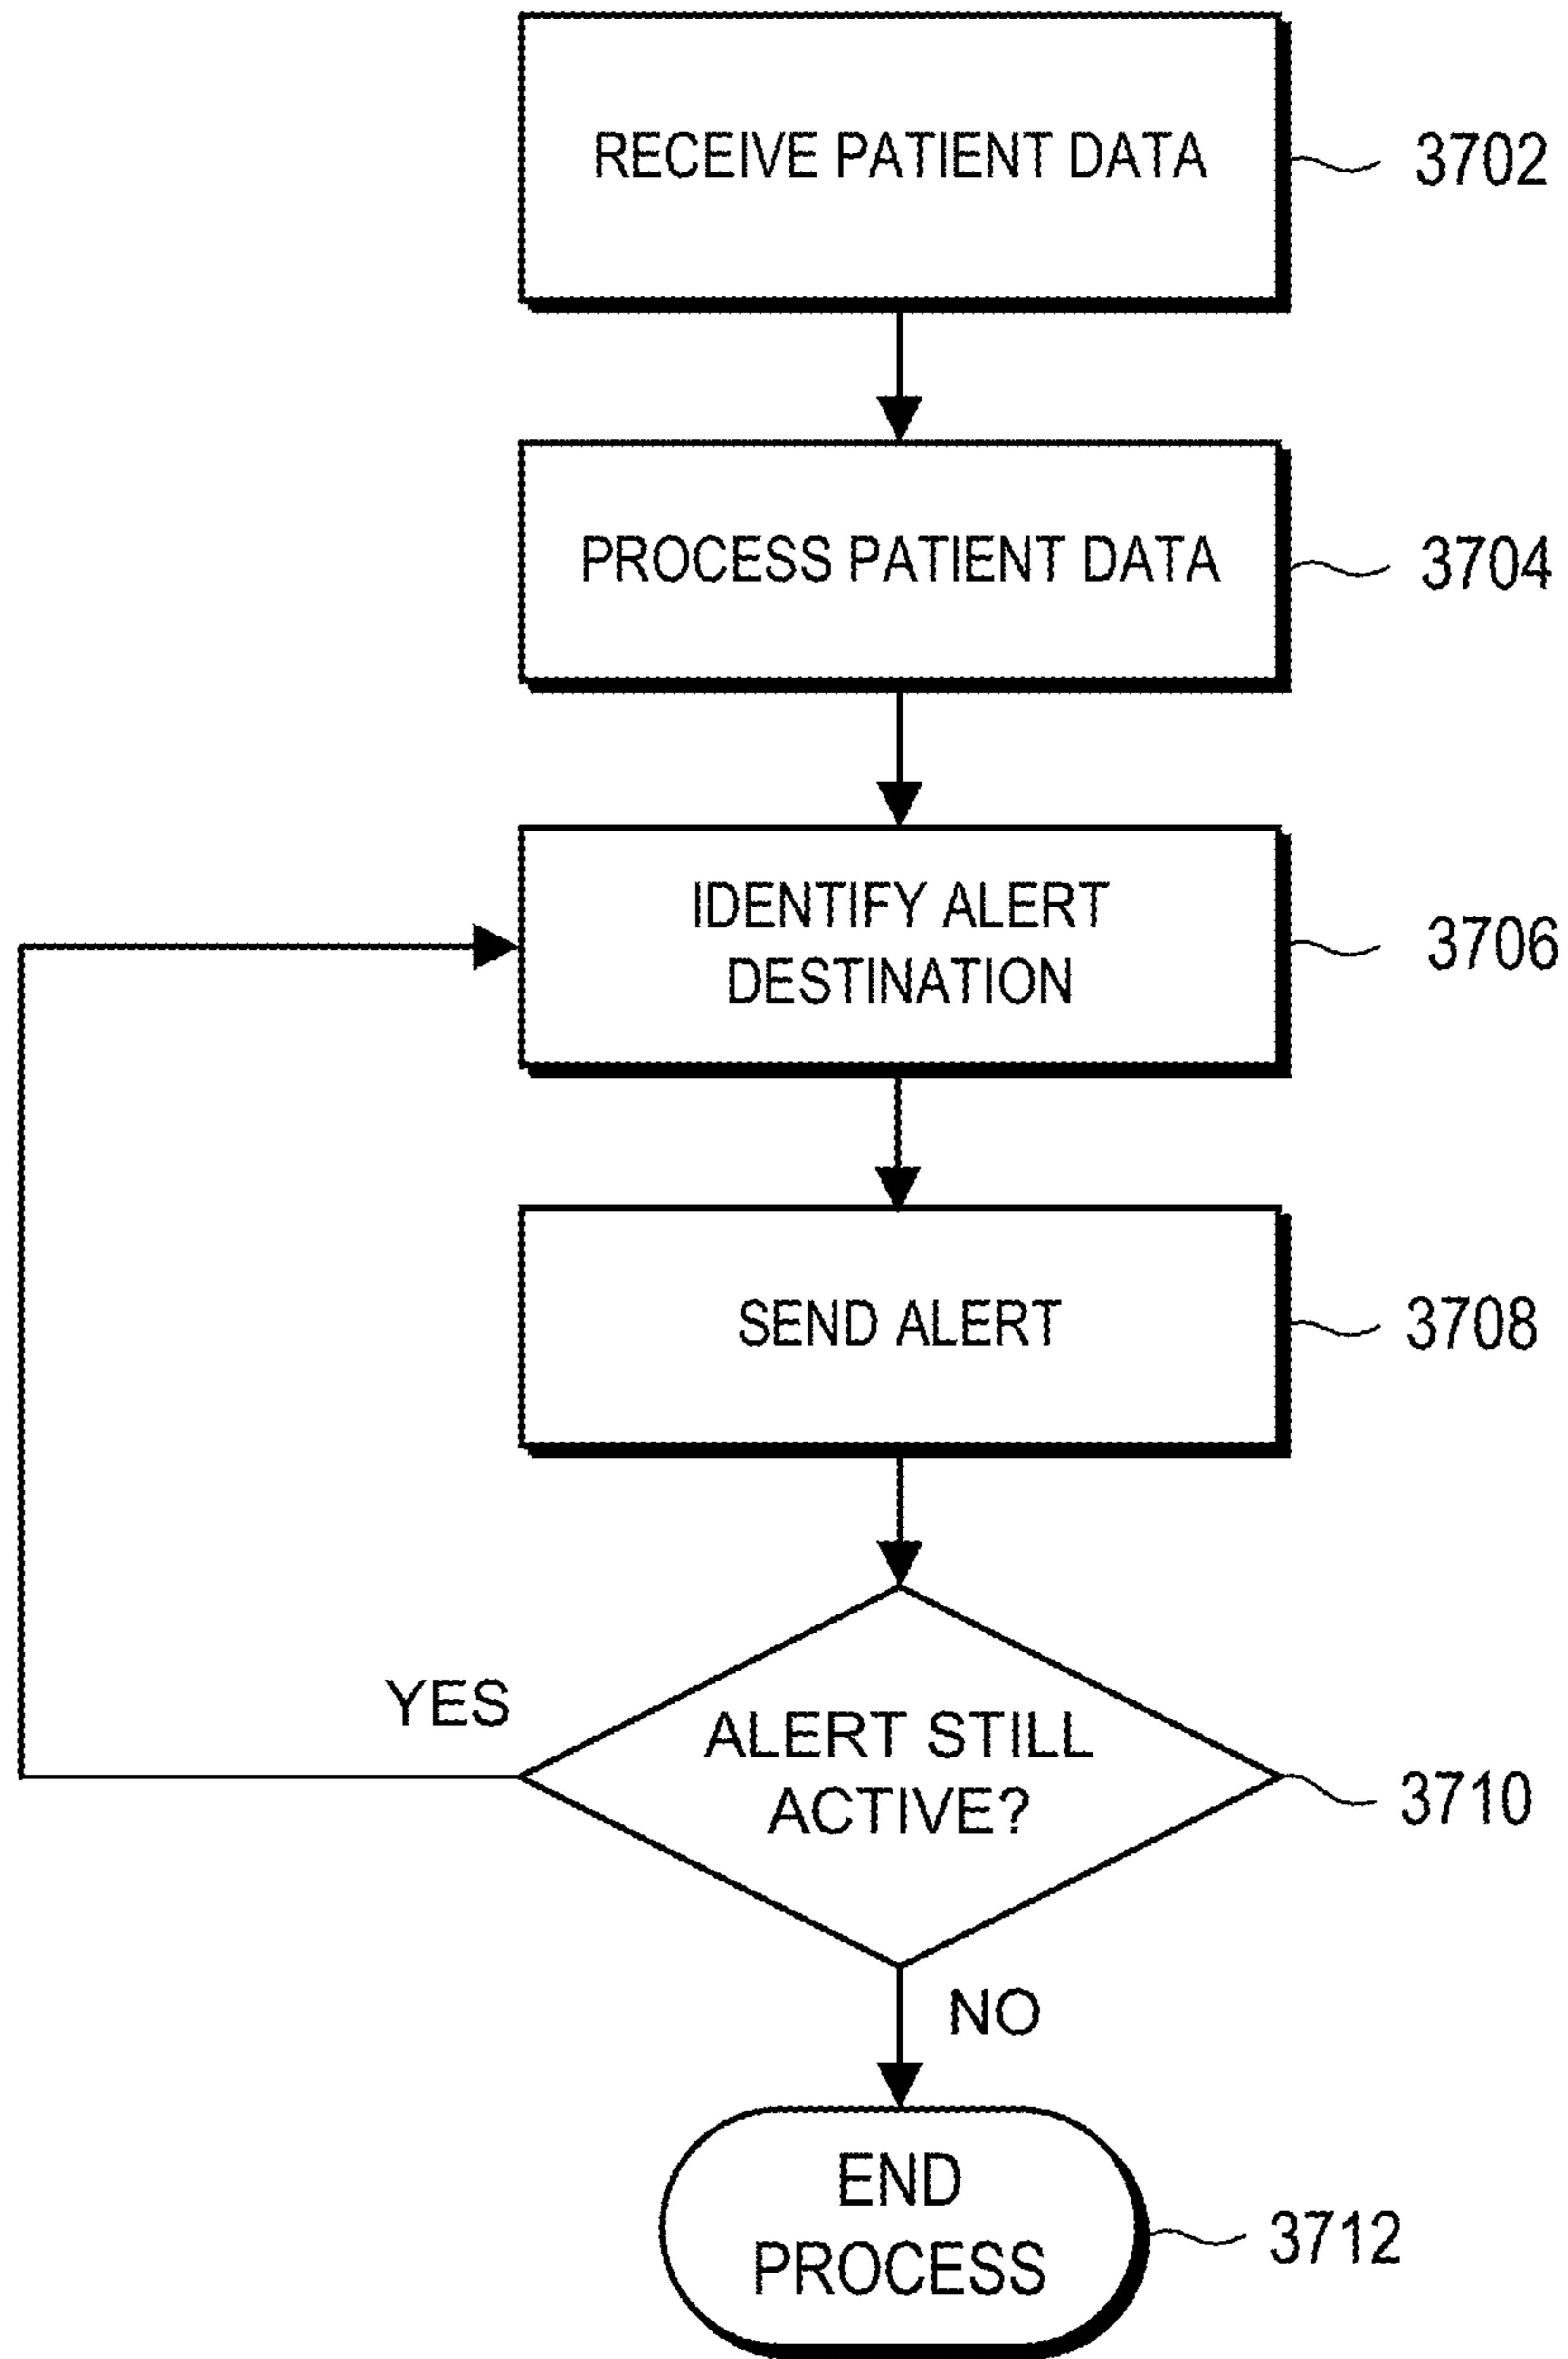 RECEIVE PATIENT DATA
3702
PROCESS PATIENT DATA
3704
IDENTIFY ALERT
DESTINATION
3706
SEND ALERT
3708
YES
ALERT STILL
ACTIVE?
3710
NO
END
PROCESS
3712